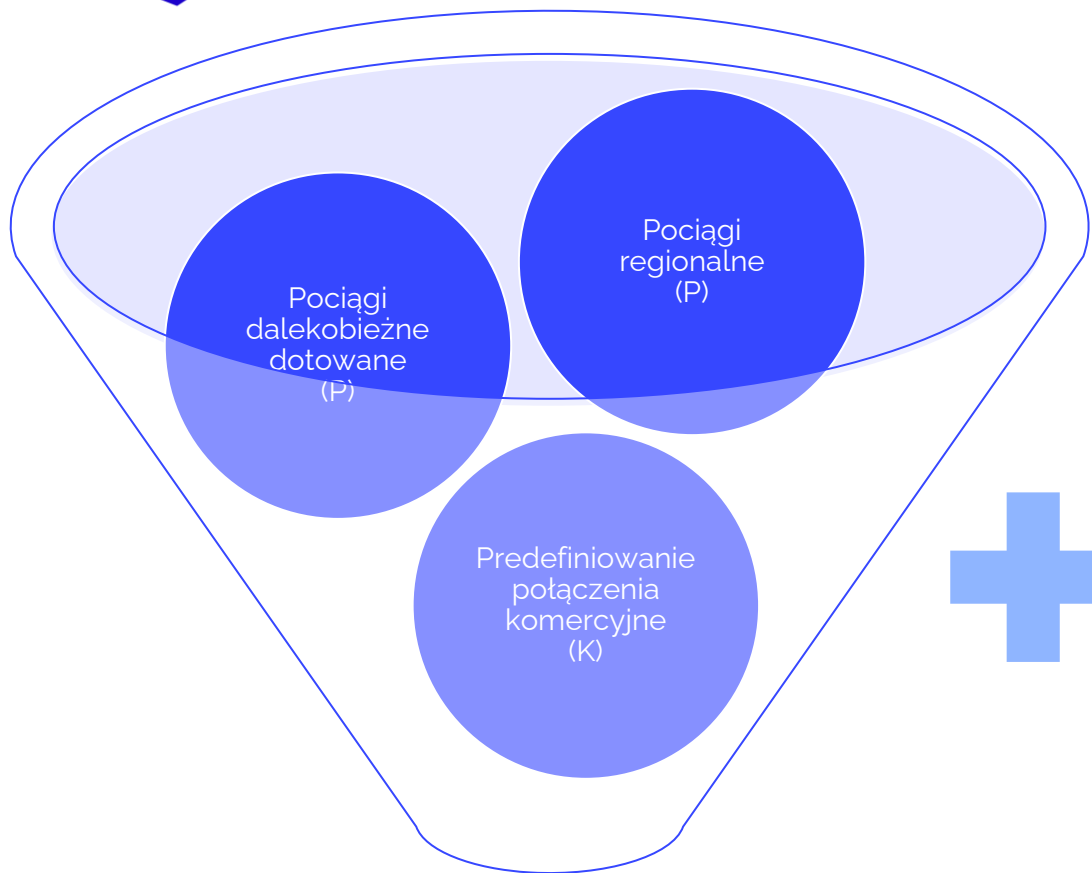 Pociągi
regionalne
(P)
Pociągi
dalekobieżne
dotowane
(P)
Predefiniowanie
połączenia
komercyjne
(K)